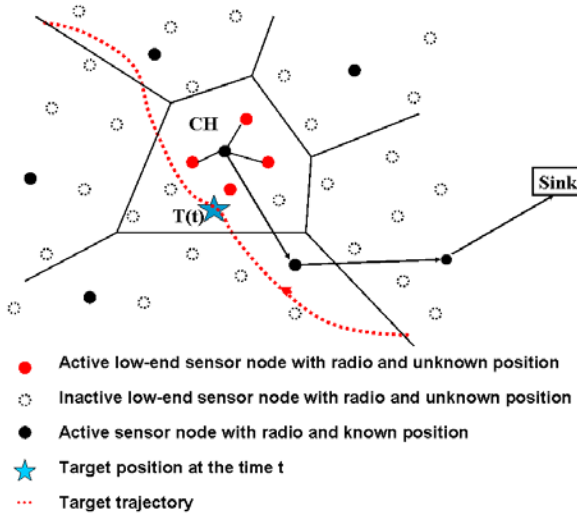 CH
Sink
T(t)
Active low-end sensor node with radio and unknown position
Inactive low-end sensor node with radio and unknown position
Active sensor node with radio and known position
Target position at the time t
Target trajectory